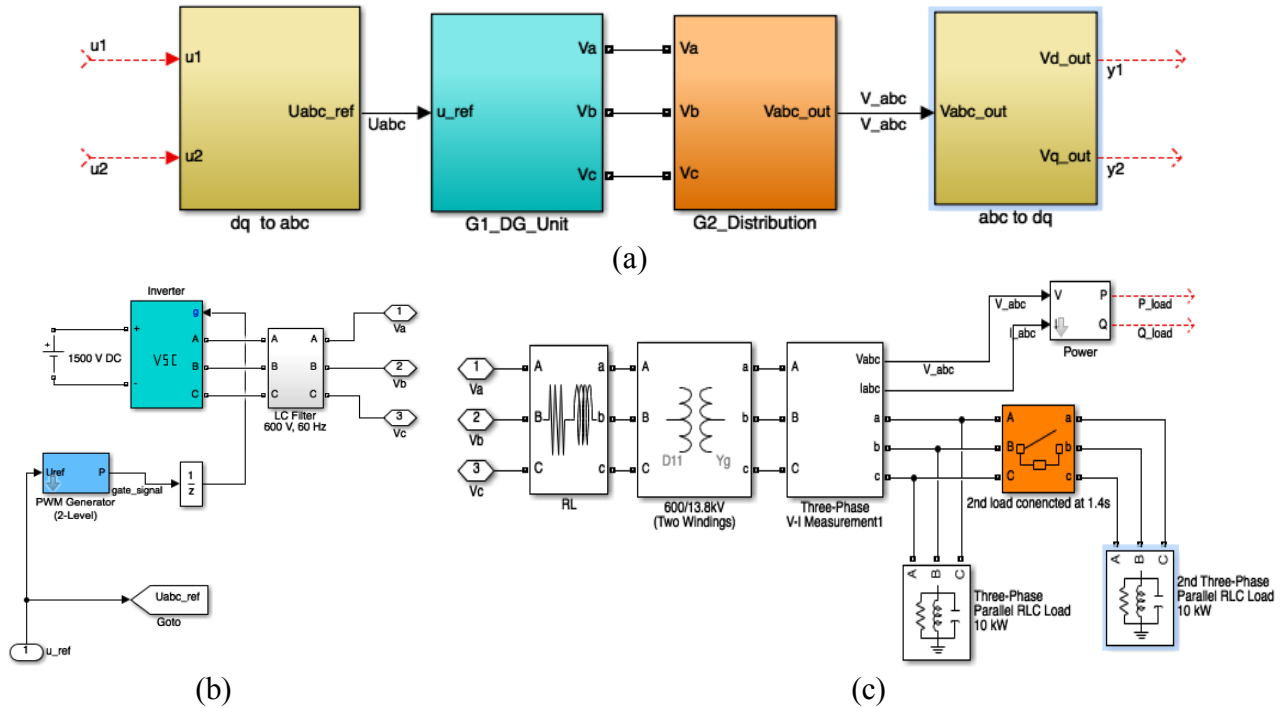 u1
u1
u2
u2
Uabc_ref
Uabc
dq to abc
u_ref
Va
Vb
Vc
G1_DG_Unit
Va
Vb
Vc
Vabc_out
G2_Distribution
V_abc
V_abc
Vabc_out
Vd_out
Vq_out
abc to dq
y1
y2
(a)
Inverter
g
+
-
A
B
C
VSC
+
1500 V DC
A
B
C
A
B
C
LC Filter
600 V, 60 Hz
1
Va
2
Vb
3
Vc
Uref
P
PWM Generator
(2-Level)
gate_signal
1
z
Uabc_ref
Goto
1
u_ref
(b)
1
Va
2
Vb
3
Vc
A
B
C
a
b
c
RL
A
B
C
a
b
c
D11
Yg
600/13.8kV
(Two Windings)
A
B
C
Vabc
Iabc
a
b
c
Three-Phase
V-I Measurement1
V_abc
V_abc
I_abc
V
I
P
Q
Power
P_load
Q_load
A
B
C
a
b
c
2nd load conencted at 1.4s
A
B
C
Three-Phase
Parallel RLC Load
10 kW
A
B
C
2nd Three-Phase
Parallel RLC Load
10 kW
(c)